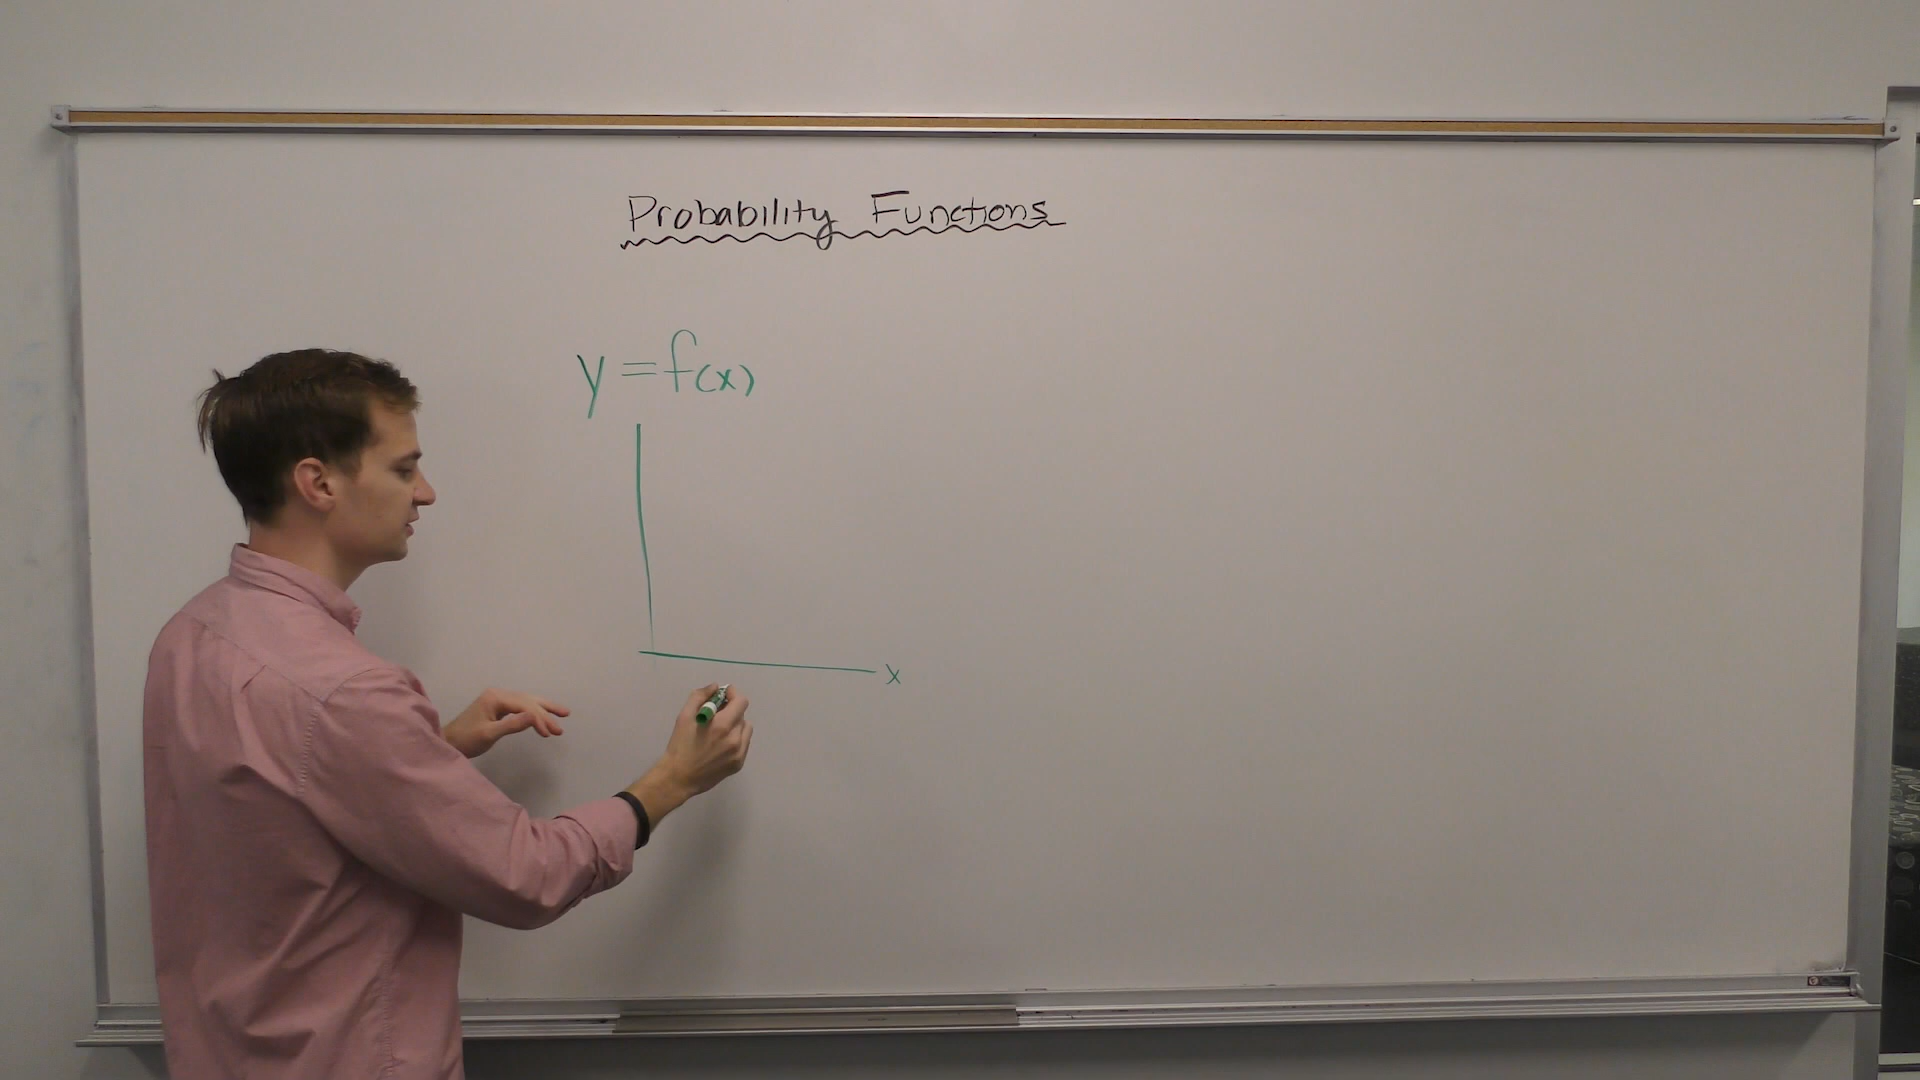 Probability Functions
y = f(x)
x